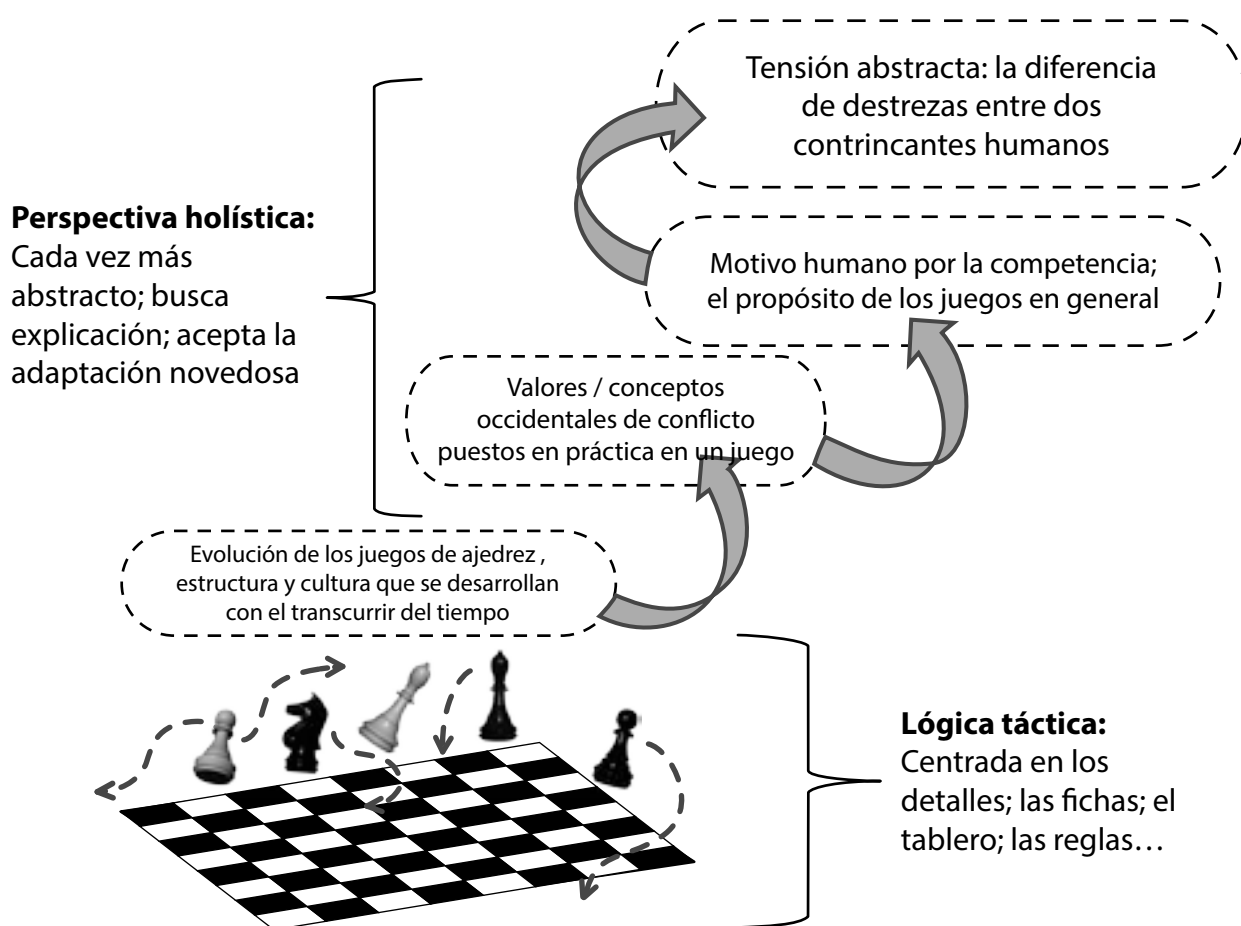 Tensión abstracta: la diferencia
de destrezas entre dos
contrincantes humanos
Perspectiva holística:
Cada vez más
abstracto; busca
explicación; acepta la
adaptación novedosa
Motivo humano por la competencia;
el propósito de los juegos en general
Valores / conceptos
occidentales de conflicto
puestos en práctica en un juego
Evolución de los juegos de ajedrez ,
estructura y cultura que se desarrollan
con el transcurrir del tiempo
Lógica táctica:
Centrada en los
detalles; las fichas; el
tablero; las reglas…